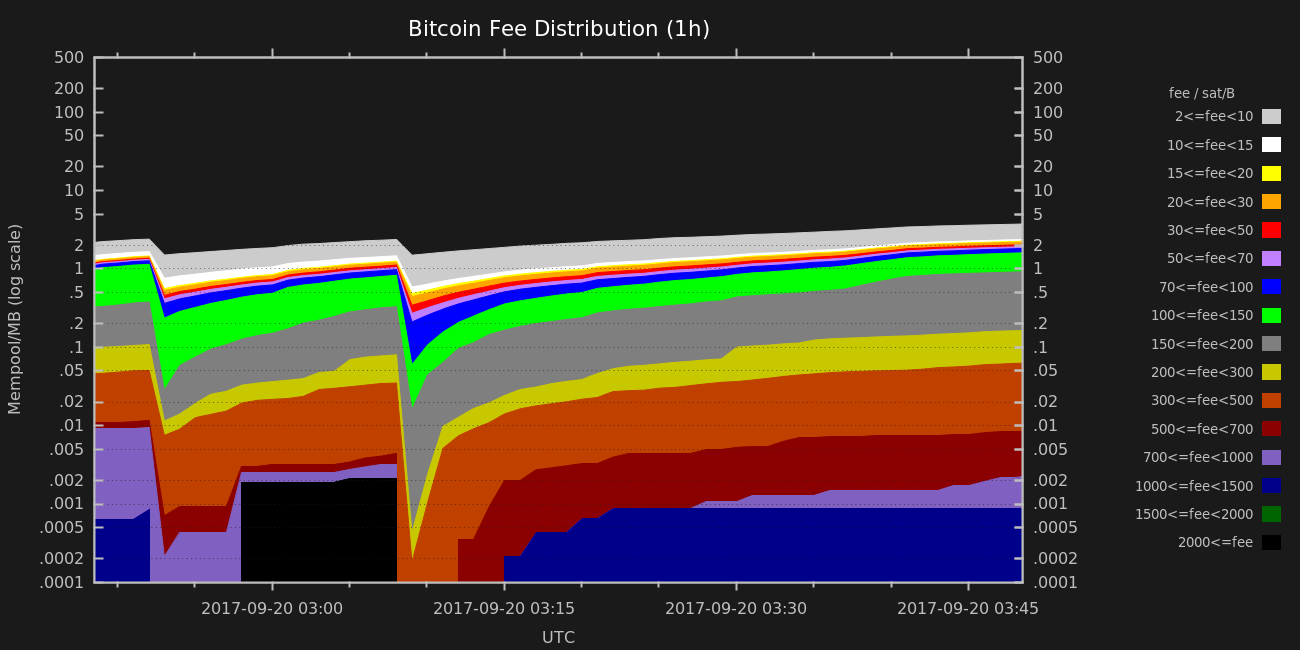 Bitcoin Fee Distribution (1h)
500
200
100
50
20
10
5
2
1
.5
.2
.1
.05
.02
.01
.005
.002
.001
.0005
.0002
.0001
Mempool/MB (log scale)
500
200
100
50
20
10
5
2
1
.5
.2
.1
.05
.02
.01
.005
.002
.001
.0005
.0002
.0001
2017-09-20 03:00
2017-09-20 03:15
2017-09-20 03:30
2017-09-20 03:45
UTC
fee / sat/B
2<=fee<10
10<=fee<15
15<=fee<20
20<=fee<30
30<=fee<50
50<=fee<70
70<=fee<100
100<=fee<150
150<=fee<200
200<=fee<300
300<=fee<500
500<=fee<700
700<=fee<1000
1000<=fee<1500
1500<=fee<2000
2000<=fee